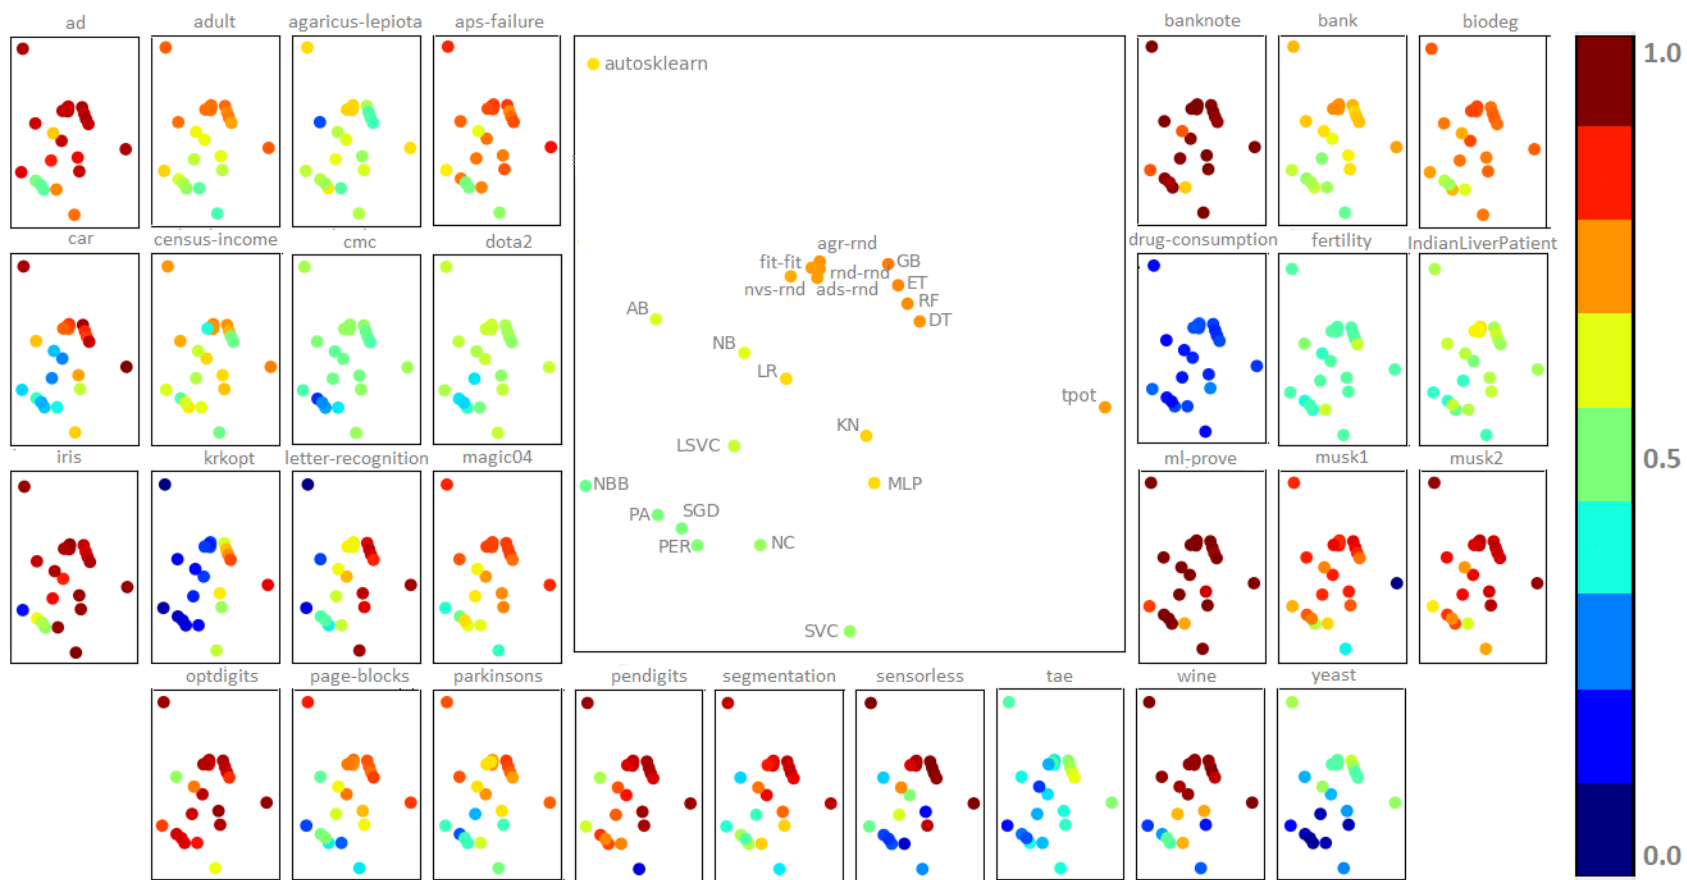 ad adult agaricus-lepiota aps-failure banknote bank biodeg
1.0
autosklearn
agr-rnd
fit-fit GB
rnd-rnd
nvs-rnd ads-rnd ET
RF
AB DT
NB
LR
tpot
KN
LSVC
NBB MLP
PA SGD
PER NC
SVC
car census-income cmc dota2 drug-consumption fertility IndianLiverPatient
0.5
iris krkopt letter-recognition magic04 ml-prove musk1 musk2
optdigits page-blocks parkinsons pendigits segmentation sensorless tae wine yeast
0.0